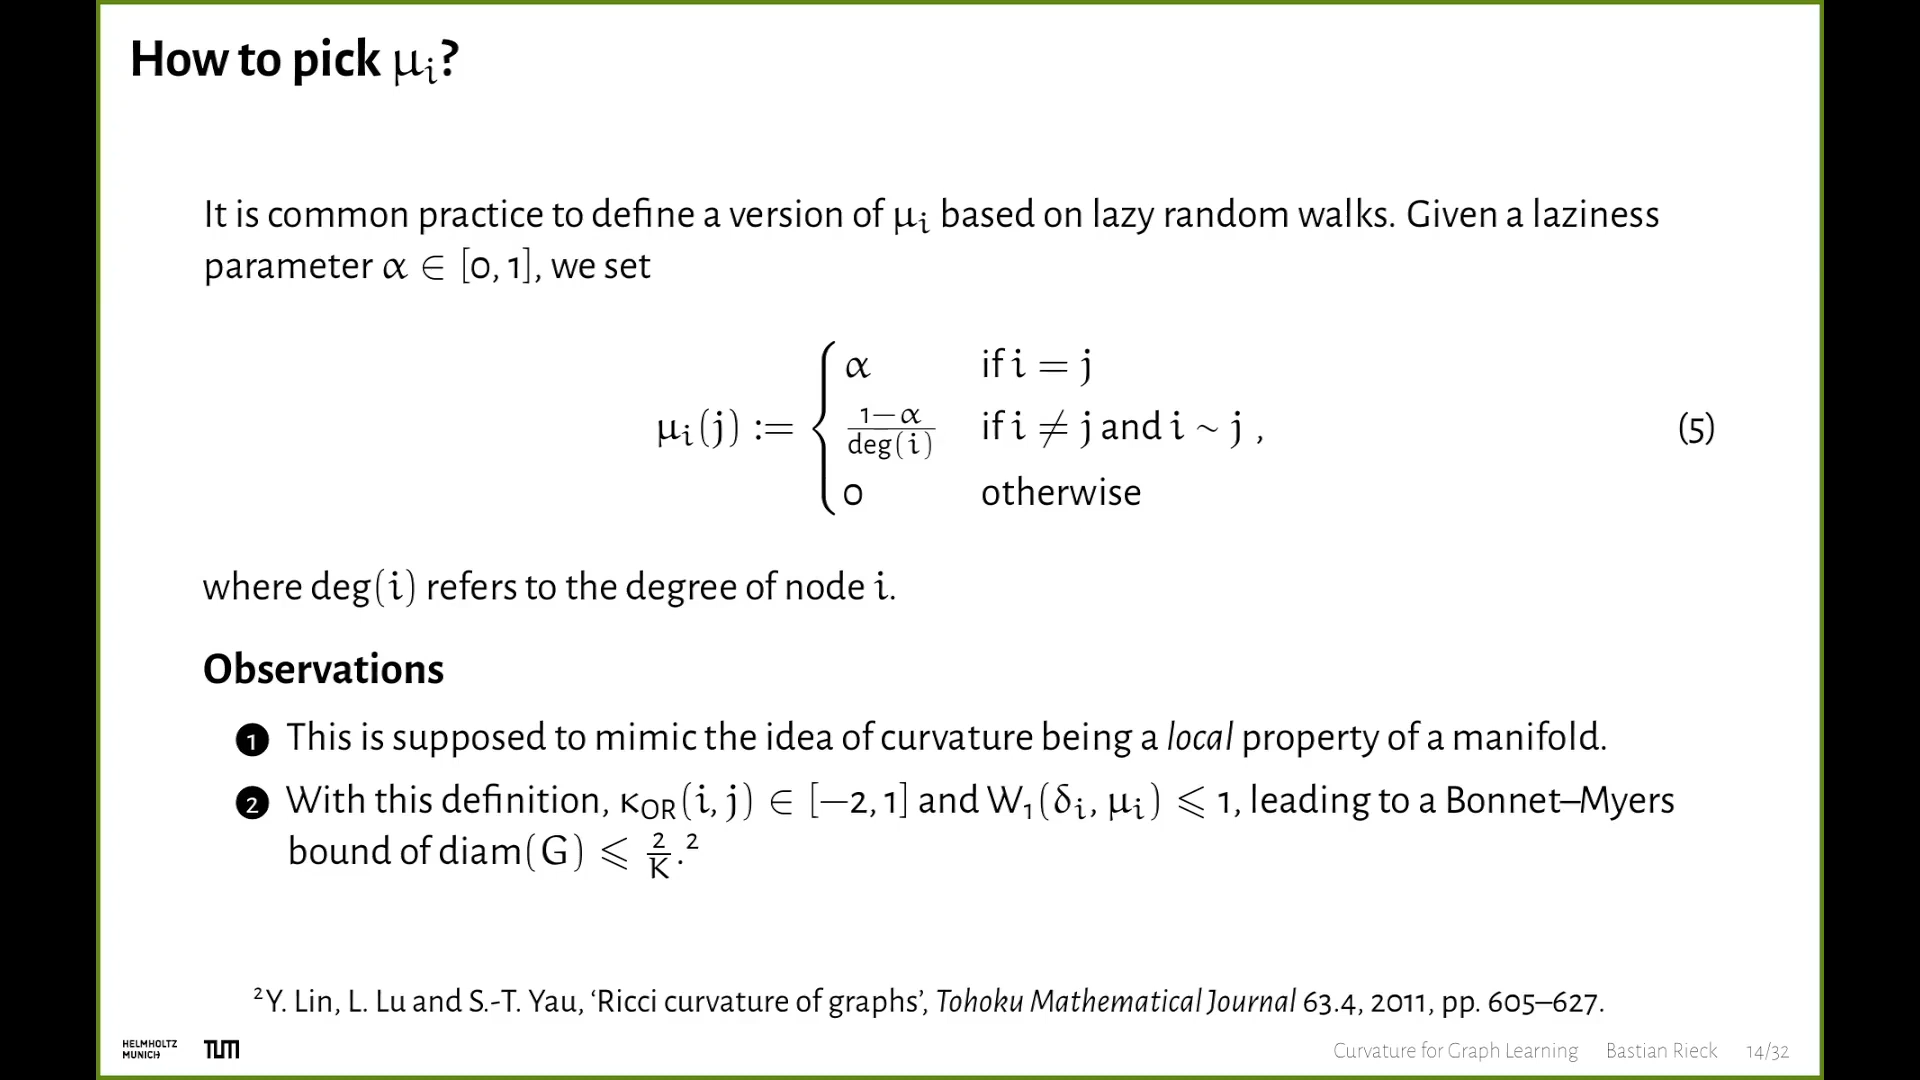 How to pick μᵢ?
It is common practice to define a version of μᵢ based on lazy random walks. Given a laziness
parameter α ∈ [0, 1], we set
μᵢ(j) := { α if i = j
(1−α)/deg(i) if i ≠ j and i ~ j , (5)
0 otherwise
where deg(i) refers to the degree of node i.
Observations
1 This is supposed to mimic the idea of curvature being a local property of a manifold.
2 With this definition, κOR(i, j) ∈ [−2, 1] and W₁(δᵢ, μᵢ) ⩽ 1, leading to a Bonnet–Myers
bound of diam(G) ⩽ 2/K.²
²Y. Lin, L. Lu and S.-T. Yau, ‘Ricci curvature of graphs’, Tohoku Mathematical Journal 63.4, 2011, pp. 605–627.
HELMHOLTZ
MUNICH
TUM
Curvature for Graph Learning Bastian Rieck 14/32